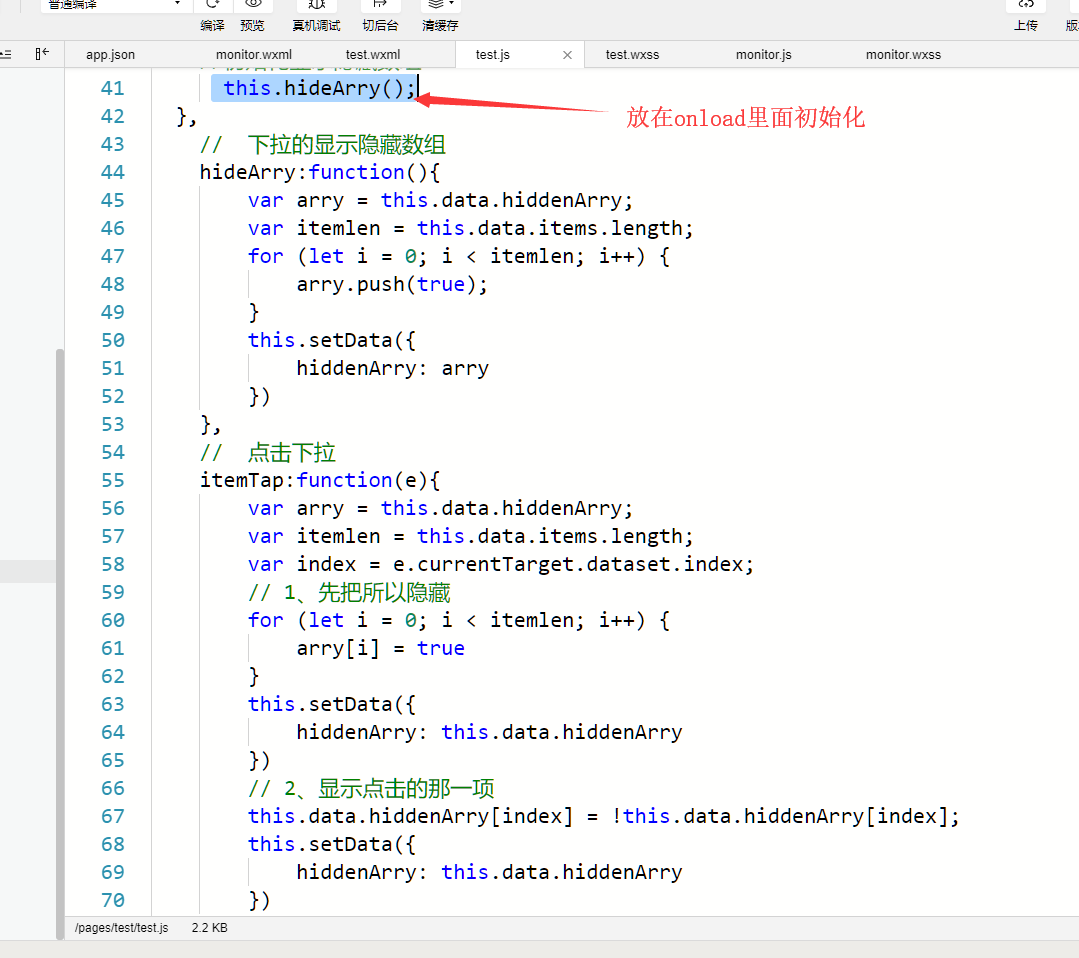 普通编译
编译 预览 真机调试 切后台 清缓存 上传
app.json monitor.wxml test.wxml test.js test.wxss monitor.js monitor.wxss
41 this.hideArry();
放在onload里面初始化
42 },
43 // 下拉的显示隐藏数组
44 hideArry:function(){
45 var arry = this.data.hiddenArry;
46 var itemlen = this.data.items.length;
47 for (let i = 0; i < itemlen; i++) {
48 arry.push(true);
49 }
50 this.setData({
51 hiddenArry: arry
52 })
53 },
54 // 点击下拉
55 itemTap:function(e){
56 var arry = this.data.hiddenArry;
57 var itemlen = this.data.items.length;
58 var index = e.currentTarget.dataset.index;
59 // 1、先把所以隐藏
60 for (let i = 0; i < itemlen; i++) {
61 arry[i] = true
62 }
63 this.setData({
64 hiddenArry: this.data.hiddenArry
65 })
66 // 2、显示点击的那一项
67 this.data.hiddenArry[index] = !this.data.hiddenArry[index];
68 this.setData({
69 hiddenArry: this.data.hiddenArry
70 })
/pages/test/test.js 2.2 KB